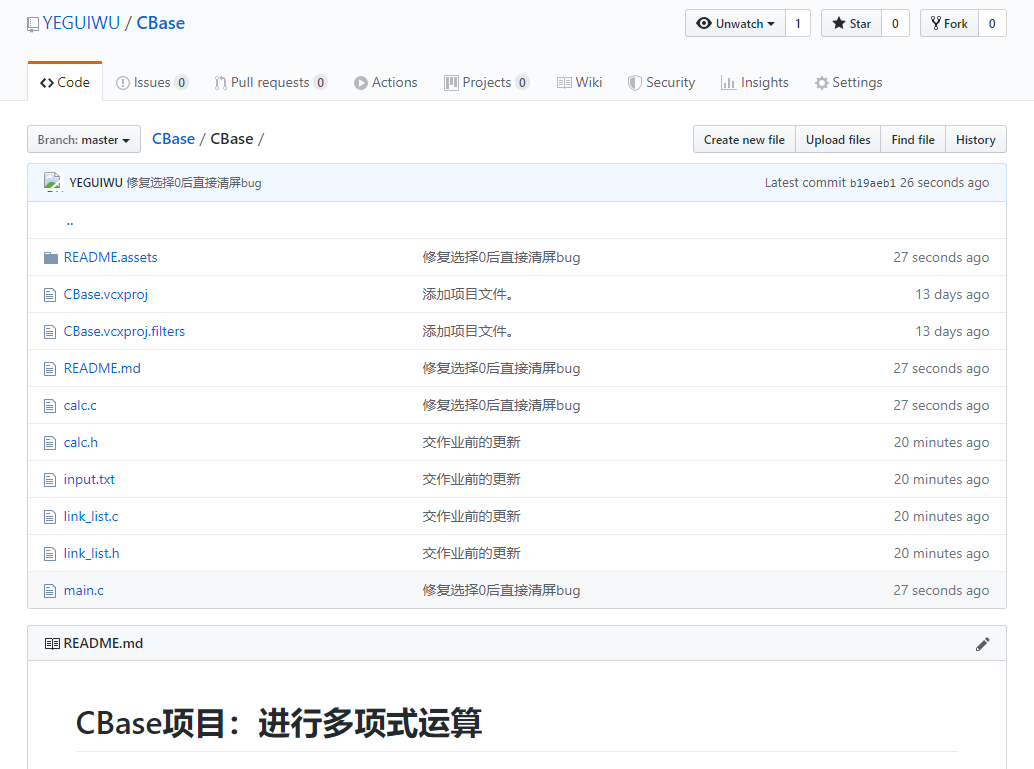 YEGUIWU / CBase Unwatch 1 Star 0 Fork 0
Code Issues 0 Pull requests 0 Actions Projects 0 Wiki Security Insights Settings
Branch: master CBase / CBase / Create new file Upload files Find file History
YEGUIWU 修复选择0后直接清屏bug Latest commit b19aeb1 26 seconds ago
..
README.assets 修复选择0后直接清屏bug 27 seconds ago
CBase.vcxproj 添加项目文件。 13 days ago
CBase.vcxproj.filters 添加项目文件。 13 days ago
README.md 修复选择0后直接清屏bug 27 seconds ago
calc.c 修复选择0后直接清屏bug 27 seconds ago
calc.h 交作业前的更新 20 minutes ago
input.txt 交作业前的更新 20 minutes ago
link_list.c 交作业前的更新 20 minutes ago
link_list.h 交作业前的更新 20 minutes ago
main.c 修复选择0后直接清屏bug 27 seconds ago
README.md
CBase项目：进行多项式运算